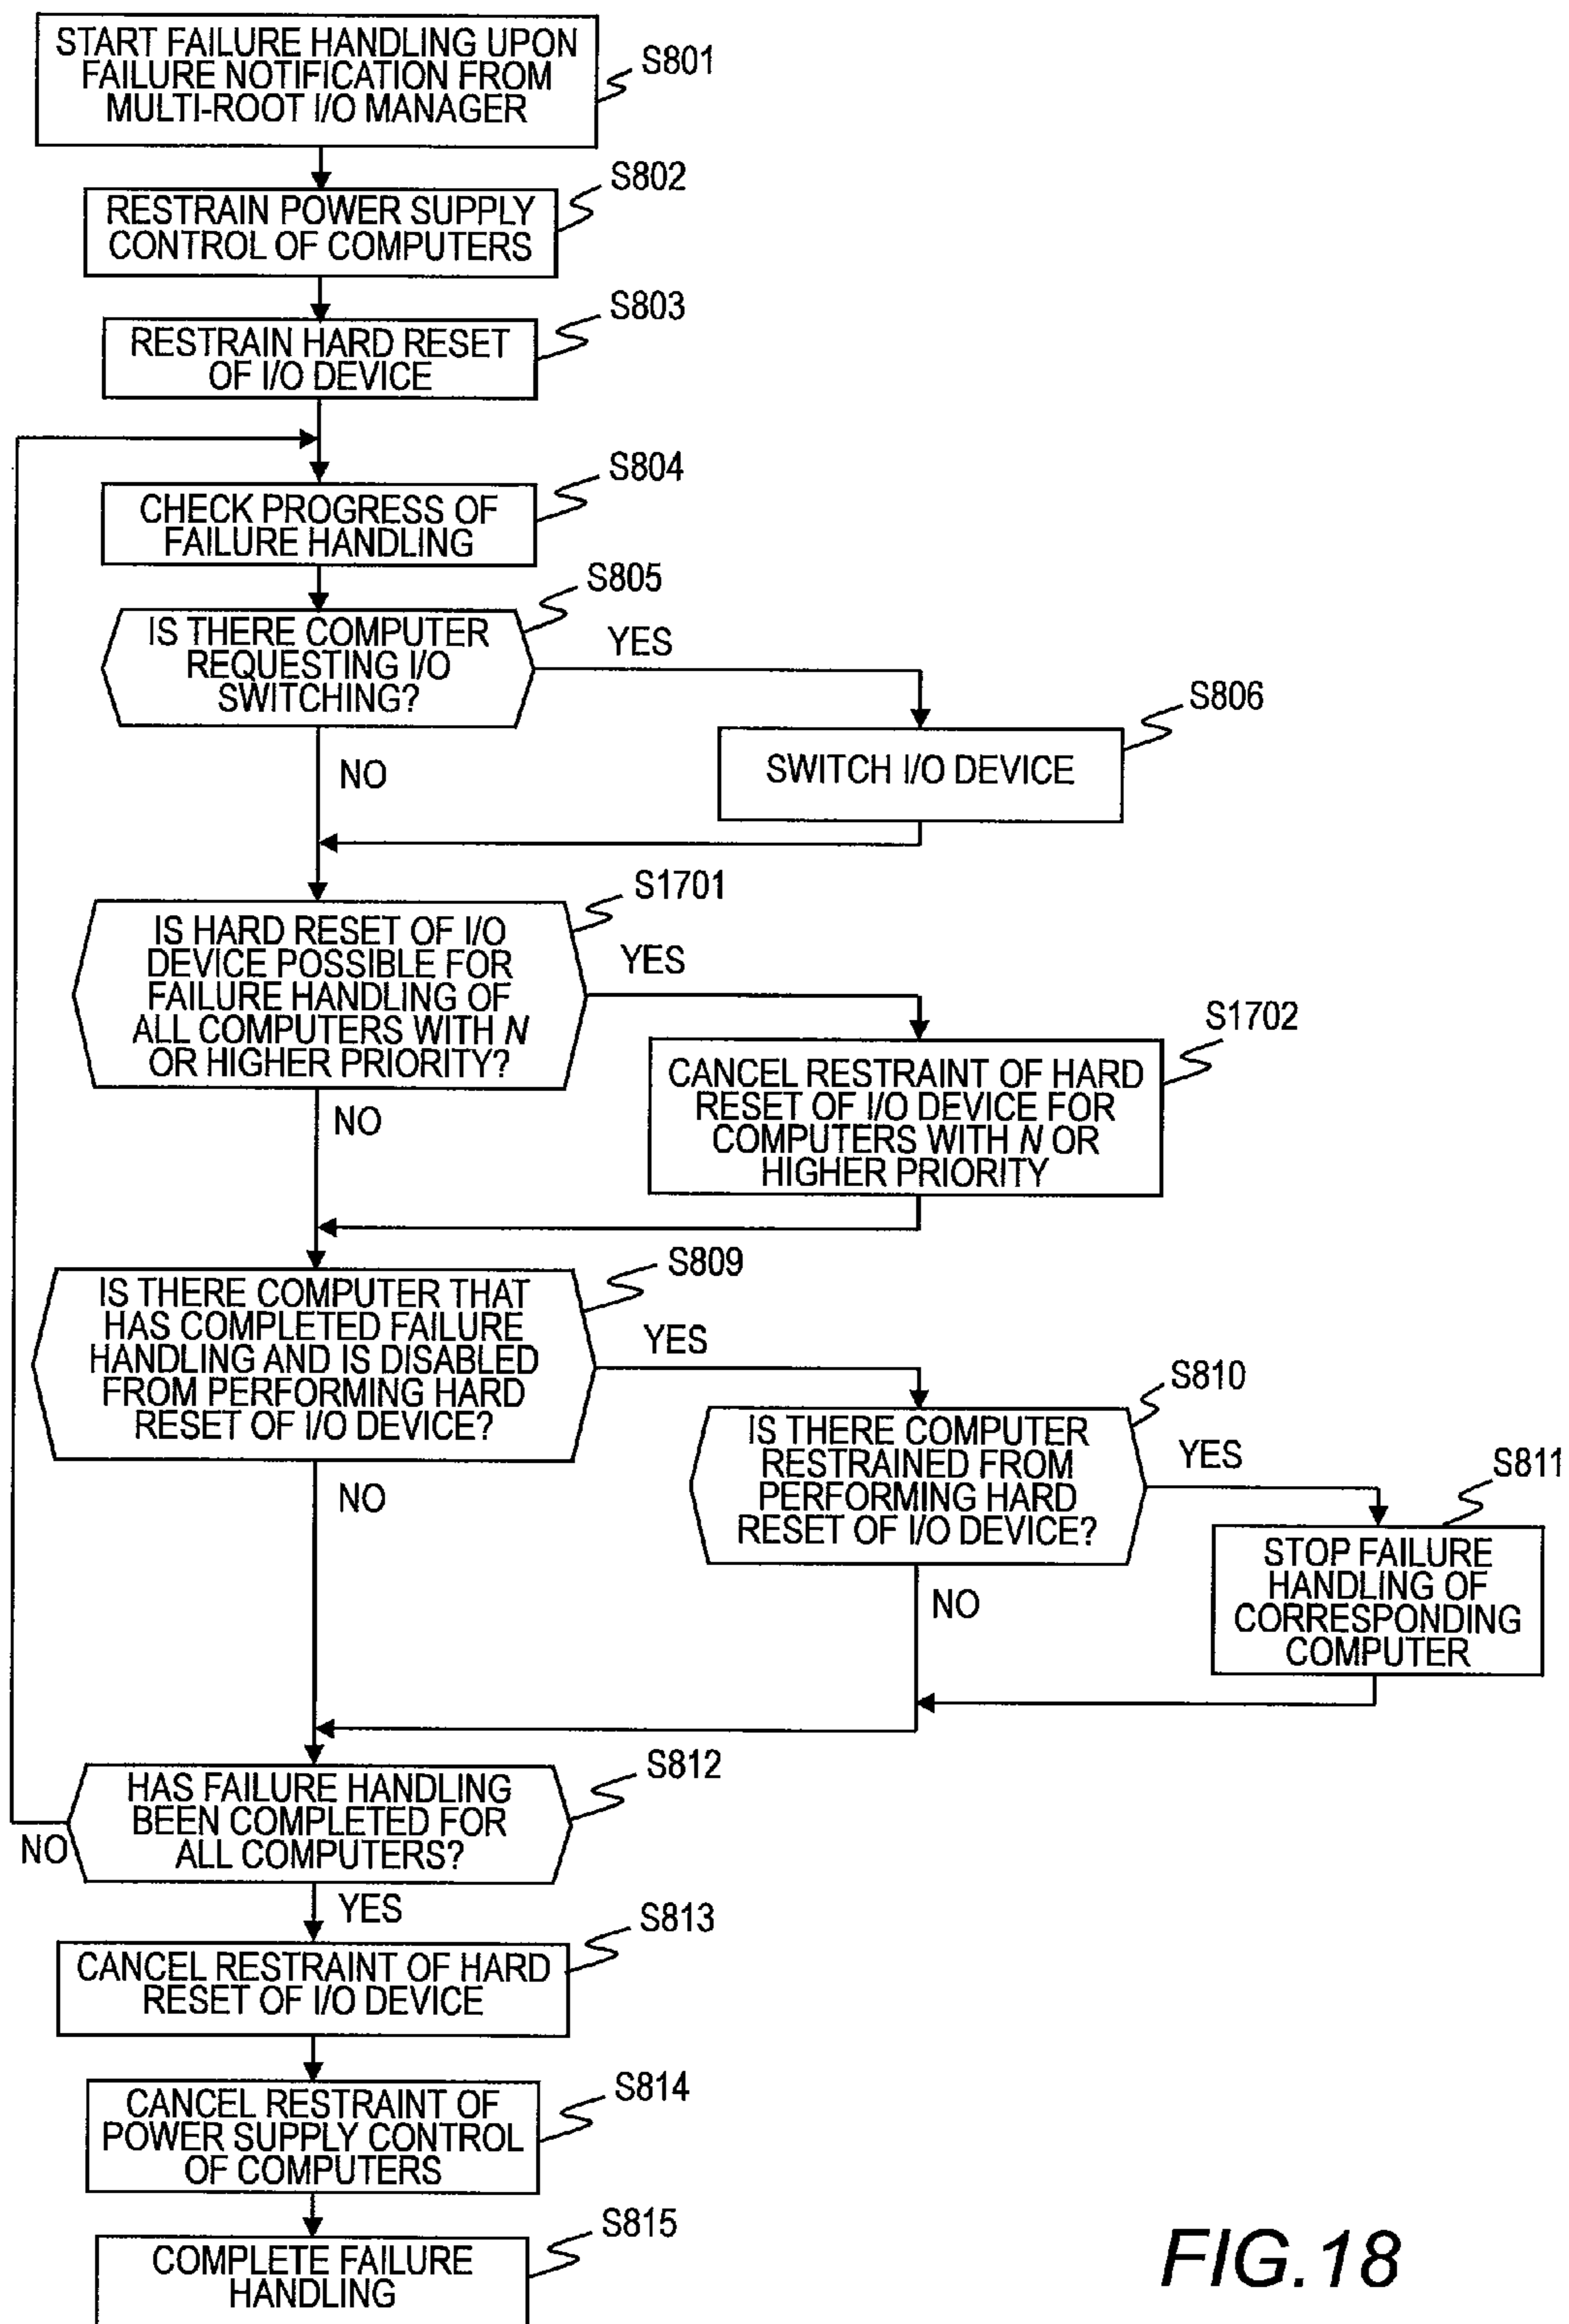 START FAILURE HANDLING UPON
FAILURE NOTIFICATION FROM
MULTI-ROOT I/O MANAGER
S801
RESTRAIN POWER SUPPLY
CONTROL OF COMPUTERS
S802
RESTRAIN HARD RESET
OF I/O DEVICE
S803
CHECK PROGRESS OF
FAILURE HANDLING
S804
IS THERE COMPUTER
REQUESTING I/O
SWITCHING?
S805
YES
NO
SWITCH I/O DEVICE
S806
IS HARD RESET OF I/O
DEVICE POSSIBLE FOR
FAILURE HANDLING OF
ALL COMPUTERS WITH N
OR HIGHER PRIORITY?
S1701
YES
NO
CANCEL RESTRAINT OF HARD
RESET OF I/O DEVICE FOR
COMPUTERS WITH N OR
HIGHER PRIORITY
S1702
IS THERE COMPUTER THAT
HAS COMPLETED FAILURE
HANDLING AND IS DISABLED
FROM PERFORMING HARD
RESET OF I/O DEVICE?
S809
YES
NO
IS THERE COMPUTER
RESTRAINED FROM
PERFORMING HARD
RESET OF I/O DEVICE?
S810
YES
NO
STOP FAILURE
HANDLING OF
CORRESPONDING
COMPUTER
S811
HAS FAILURE HANDLING
BEEN COMPLETED FOR
ALL COMPUTERS?
S812
NO
YES
CANCEL RESTRAINT OF HARD
RESET OF I/O DEVICE
S813
CANCEL RESTRAINT OF
POWER SUPPLY CONTROL
OF COMPUTERS
S814
COMPLETE FAILURE
HANDLING
S815
FIG.18